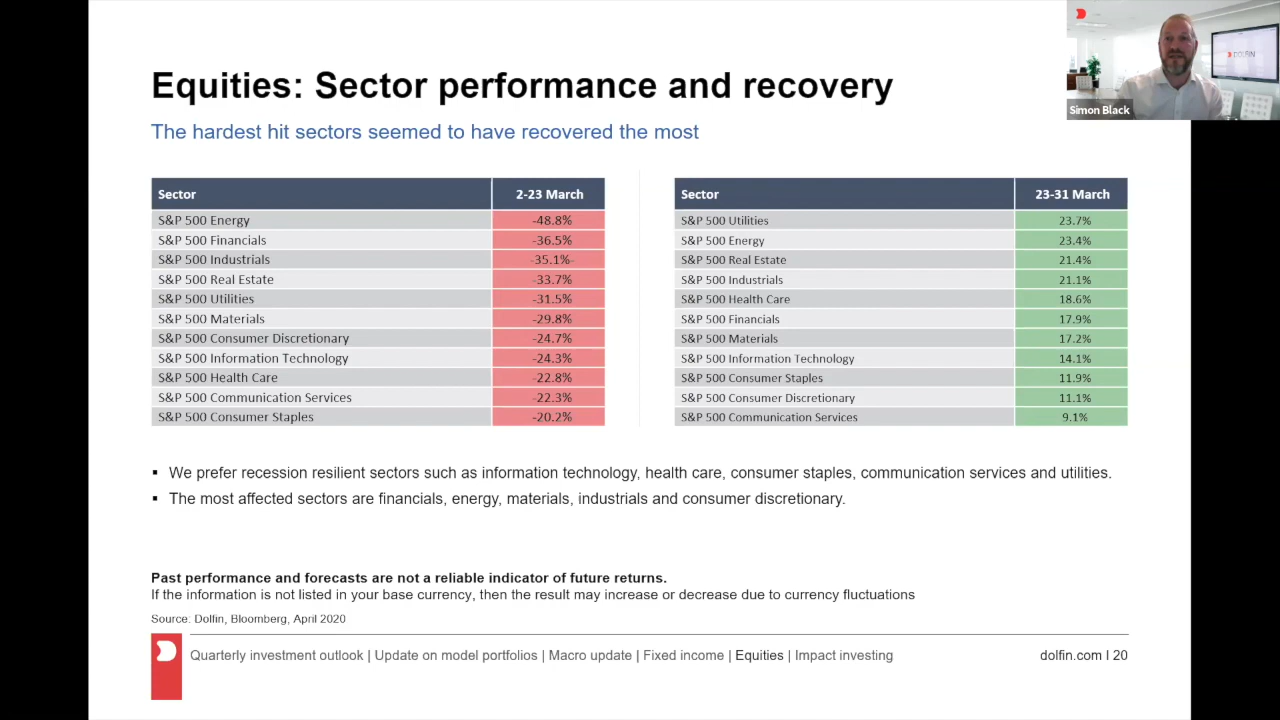 DOLFIN
Simon Black
Equities: Sector performance and recovery
The hardest hit sectors seemed to have recovered the most
Sector 2-23 March
S&P 500 Energy -48.8%
S&P 500 Financials -36.5%
S&P 500 Industrials -35.1%-
S&P 500 Real Estate -33.7%
S&P 500 Utilities -31.5%
S&P 500 Materials -29.8%
S&P 500 Consumer Discretionary -24.7%
S&P 500 Information Technology -24.3%
S&P 500 Health Care -22.8%
S&P 500 Communication Services -22.3%
S&P 500 Consumer Staples -20.2%
Sector 23-31 March
S&P 500 Utilities 23.7%
S&P 500 Energy 23.4%
S&P 500 Real Estate 21.4%
S&P 500 Industrials 21.1%
S&P 500 Health Care 18.6%
S&P 500 Financials 17.9%
S&P 500 Materials 17.2%
S&P 500 Information Technology 14.1%
S&P 500 Consumer Staples 11.9%
S&P 500 Consumer Discretionary 11.1%
S&P 500 Communication Services 9.1%
▪ We prefer recession resilient sectors such as information technology, health care, consumer staples, communication services and utilities.
▪ The most affected sectors are financials, energy, materials, industrials and consumer discretionary.
Past performance and forecasts are not a reliable indicator of future returns.
If the information is not listed in your base currency, then the result may increase or decrease due to currency fluctuations
Source: Dolfin, Bloomberg, April 2020
Quarterly investment outlook | Update on model portfolios | Macro update | Fixed income | Equities | Impact investing dolfin.com I 20